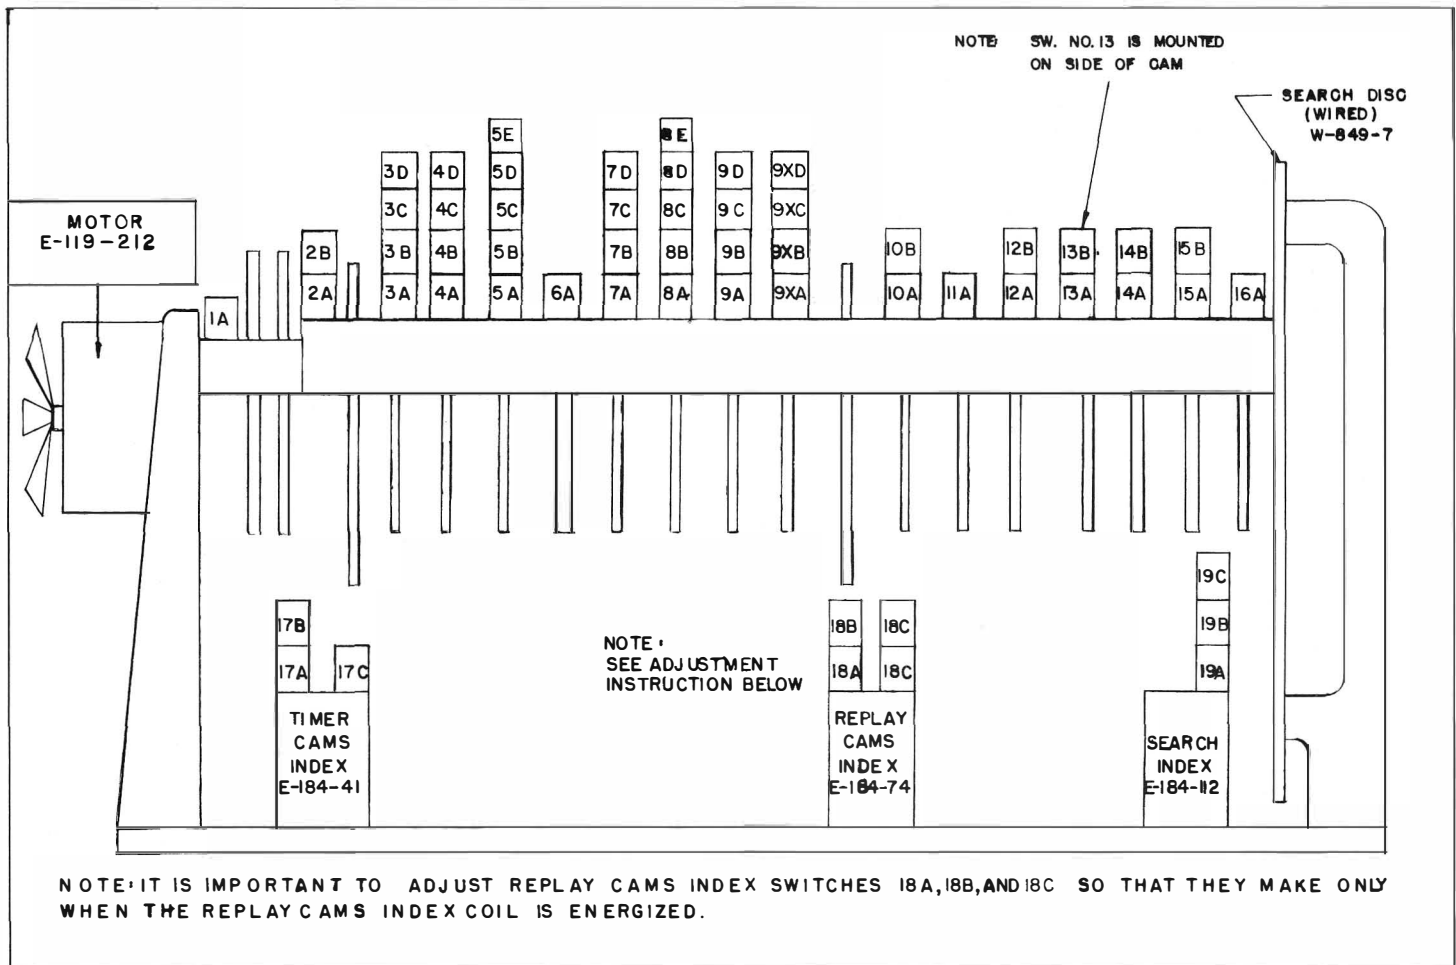 NOTE: SW. NO. 13 IS MOUNTED
ON SIDE OF CAM
SEARCH DISC
(WIRED)
W-849-7
MOTOR
E-119-212
5E 8E
3D 4D 5D 7D 8D 9D 9XD
3C 4C 5C 7C 8C 9C 9XC
2B 3B 4B 5B 7B 8B 9B 9XB 10B 12B 13B 14B 15B
2A 3A 4A 5A 6A 7A 8A 9A 9XA 10A 11A 12A 13A 14A 15A 16A
1A
19C
17B 18B 18C 19B
17A 17C 18A 18C 19A
NOTE:
SEE ADJUSTMENT
INSTRUCTION BELOW
TIMER
CAMS
INDEX
E-184-41
REPLAY
CAMS
INDEX
E-184-74
SEARCH
INDEX
E-184-112
NOTE: IT IS IMPORTANT TO ADJUST REPLAY CAMS INDEX SWITCHES 18A, 18B, AND 18C SO THAT THEY MAKE ONLY
WHEN THE REPLAY CAMS INDEX COIL IS ENERGIZED.